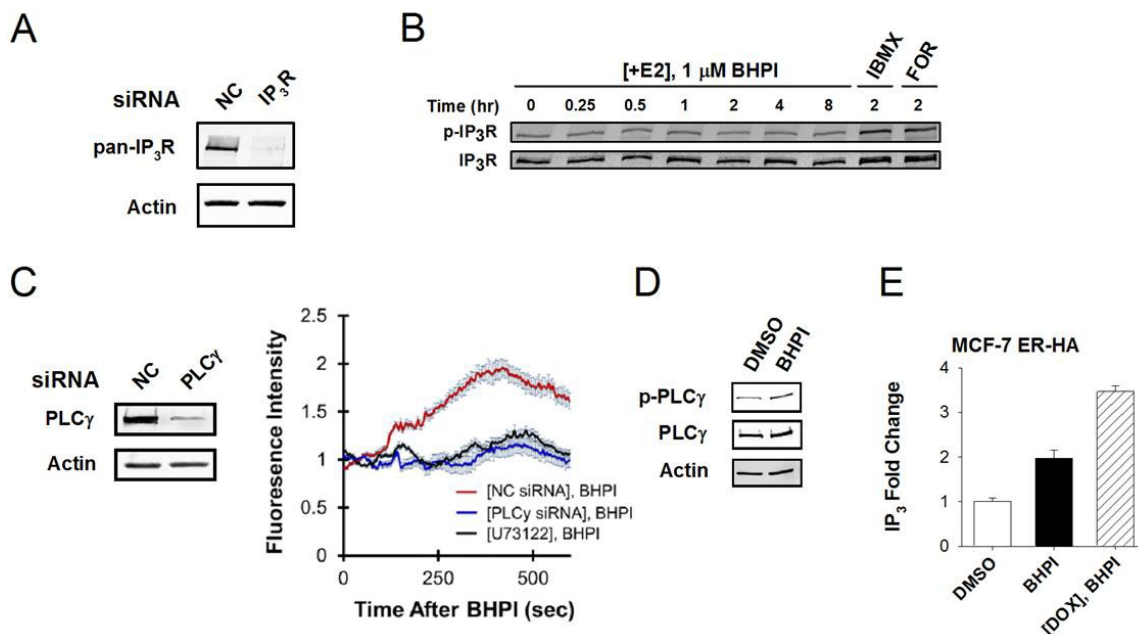 A
siRNA NC IP₃R
pan-IP₃R
Actin
B
[+E2], 1 μM BHPI IBMX FOR
Time (hr) 0 0.25 0.5 1 2 4 8 2 2
p-IP₃R
IP₃R
C
siRNA NC PLCγ
PLCγ
Actin
Fluoresence Intensity
2.5
2
1.5
1
0.5
0
[NC siRNA], BHPI
[PLCy siRNA], BHPI
[U73122], BHPI
0 250 500
Time After BHPI (sec)
D
DMSO BHPI
p-PLCγ
PLCγ
Actin
E
MCF-7 ER-HA
IP₃ Fold Change
4
3
2
1
0
DMSO BHPI [DOX], BHPI